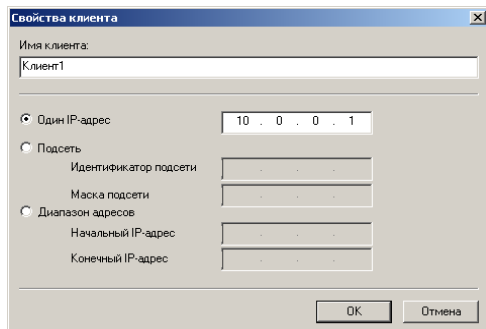 Свойства клиента
Имя клиента:
Клиент1
Один IP-адрес 10 . 0 . 0 . 1
Подсеть
Идентификатор подсети . . .
Маска подсети . . .
Диапазон адресов
Начальный IP-адрес . . .
Конечный IP-адрес . . .
OK Отмена